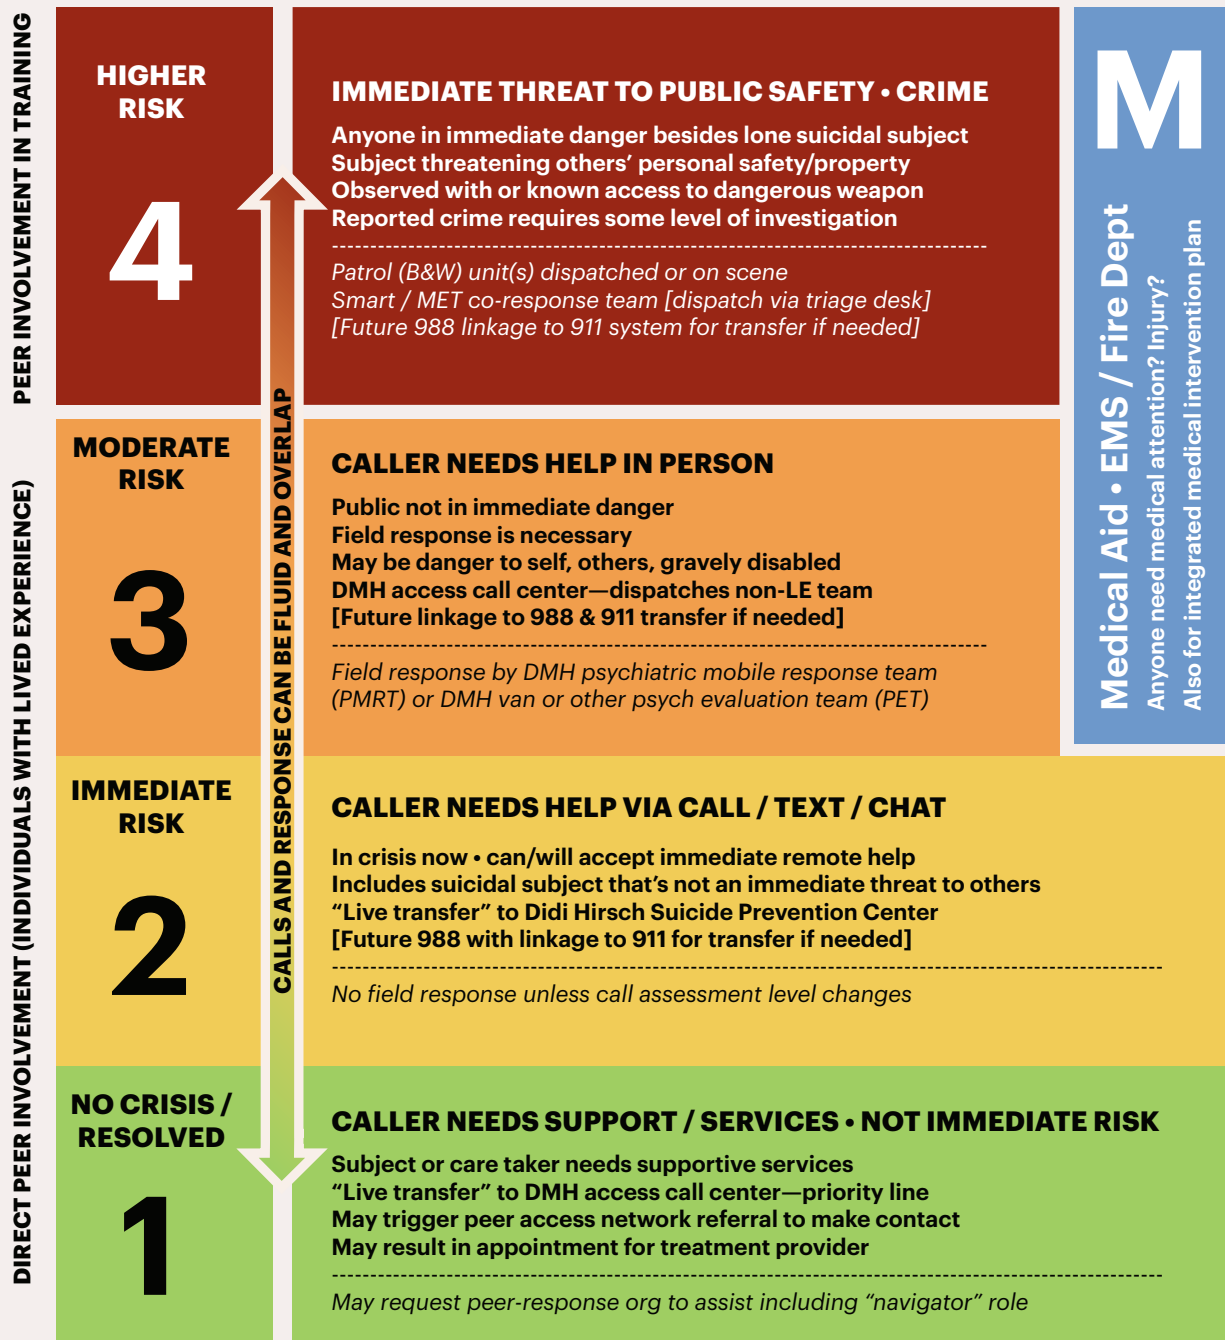 PEER INVOLVEMENT IN TRAINING
HIGHER
RISK
4
IMMEDIATE THREAT TO PUBLIC SAFETY • CRIME
Anyone in immediate danger besides lone suicidal subject
Subject threatening others’ personal safety/property
Observed with or known access to dangerous weapon
Reported crime requires some level of investigation
Patrol (B&W) unit(s) dispatched or on scene
Smart / MET co-response team [dispatch via triage desk]
[Future 988 linkage to 911 system for transfer if needed]
M
Medical Aid • EMS / Fire Dept
Anyone need medical attention? Injury?
Also for integrated medical intervention plan
CALLS AND RESPONSE CAN BE FLUID AND OVERLAP
DIRECT PEER INVOLVEMENT (INDIVIDUALS WITH LIVED EXPERIENCE)
MODERATE
RISK
3
CALLER NEEDS HELP IN PERSON
Public not in immediate danger
Field response is necessary
May be danger to self, others, gravely disabled
DMH access call center—dispatches non-LE team
[Future linkage to 988 & 911 transfer if needed]
Field response by DMH psychiatric mobile response team
(PMRT) or DMH van or other psych evaluation team (PET)
IMMEDIATE
RISK
2
CALLER NEEDS HELP VIA CALL / TEXT / CHAT
In crisis now • can/will accept immediate remote help
Includes suicidal subject that’s not an immediate threat to others
“Live transfer” to Didi Hirsch Suicide Prevention Center
[Future 988 with linkage to 911 for transfer if needed]
No field response unless call assessment level changes
NO CRISIS /
RESOLVED
1
CALLER NEEDS SUPPORT / SERVICES • NOT IMMEDIATE RISK
Subject or care taker needs supportive services
“Live transfer” to DMH access call center—priority line
May trigger peer access network referral to make contact
May result in appointment for treatment provider
May request peer-response org to assist including “navigator” role